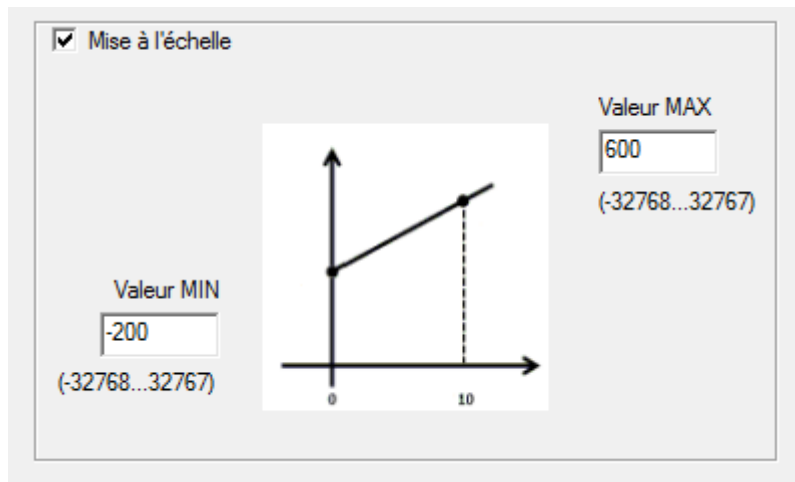 Mise à l'échelle
Valeur MAX
600
(-32768...32767)
Valeur MIN
-200
(-32768...32767)
0
10